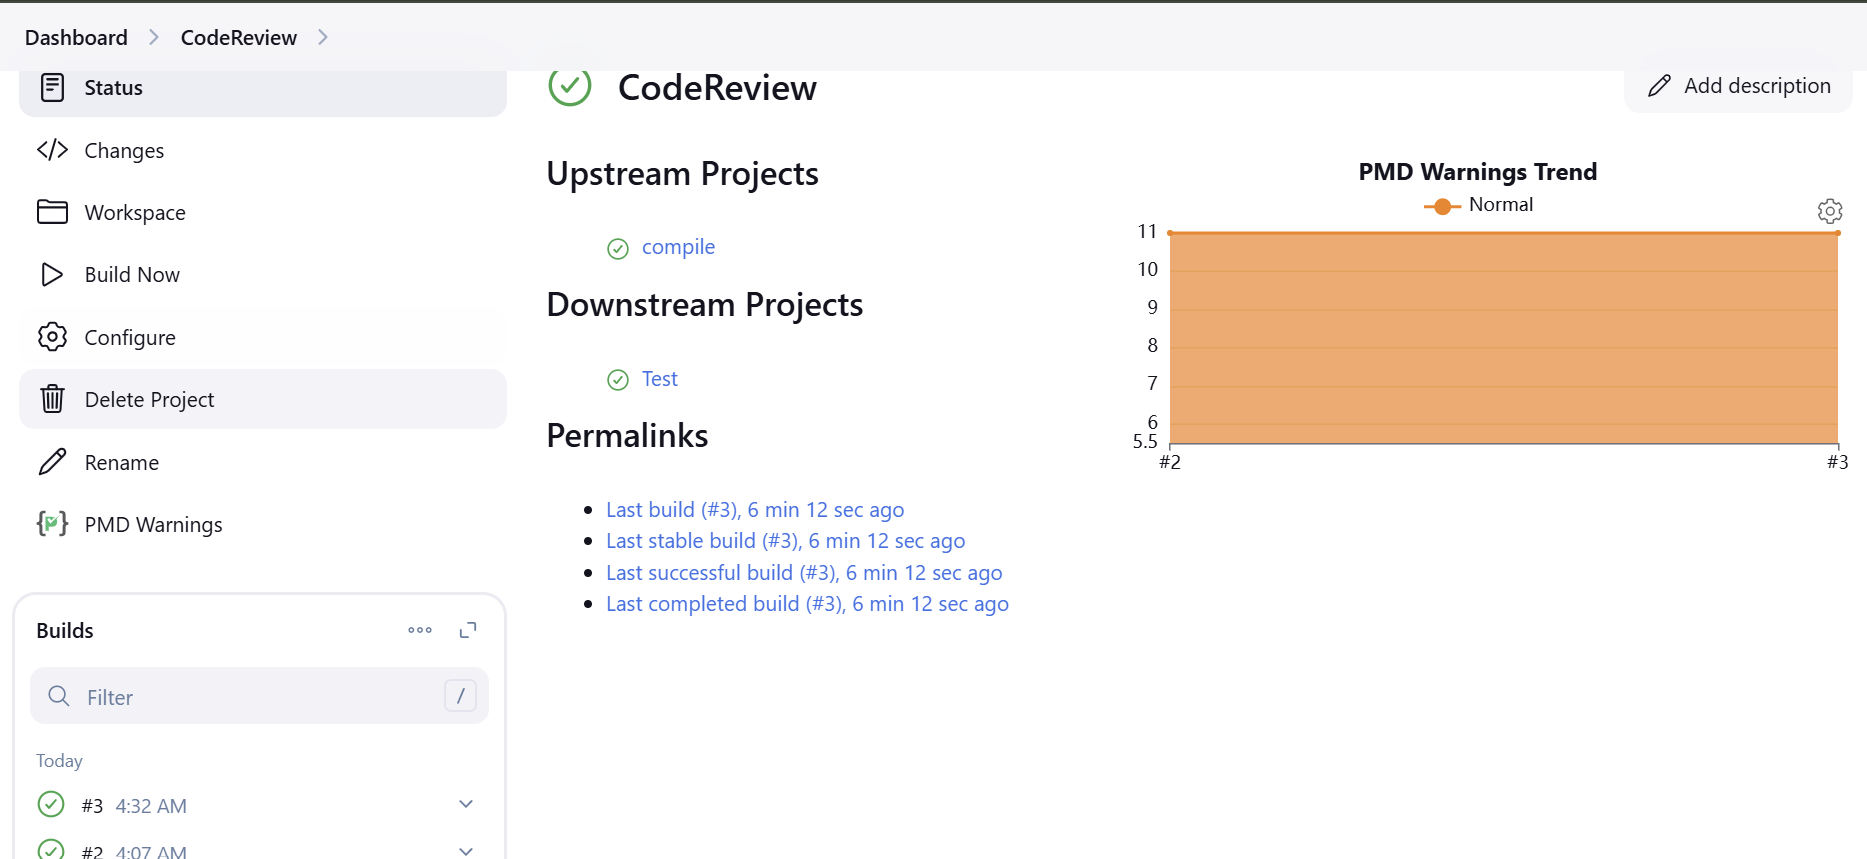 Dashboard CodeReview
Status
Changes
Workspace
Build Now
Configure
Delete Project
Rename
PMD Warnings
Builds
Filter /
Today
#3 4:32 AM
#2 4:07 AM
CodeReview
Add description
Upstream Projects
compile
Downstream Projects
Test
Permalinks
Last build (#3), 6 min 12 sec ago
Last stable build (#3), 6 min 12 sec ago
Last successful build (#3), 6 min 12 sec ago
Last completed build (#3), 6 min 12 sec ago
PMD Warnings Trend
Normal
11
10
9
8
7
6
5.5
#2 #3